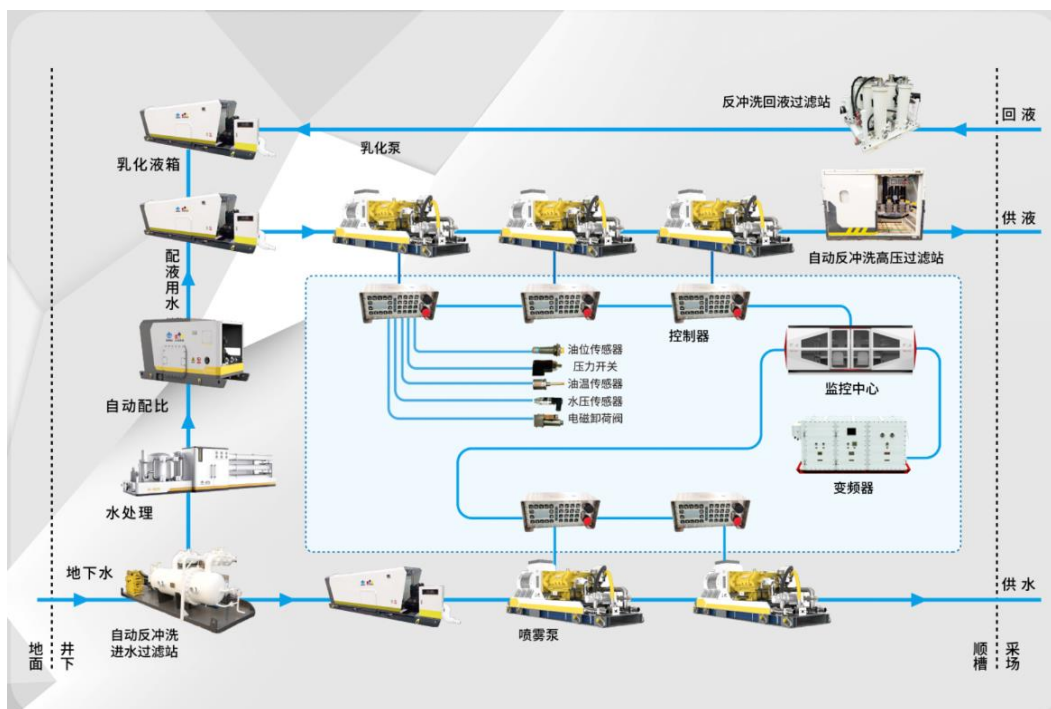 反冲洗回液过滤站
回 液
乳化泵
乳化液箱
供 液
自动反冲洗高压过滤站
配液用水
控制器
油位传感器
压力开关
油温传感器
水压传感器
电磁卸荷阀
监控中心
自动配比
变频器
水处理
地下水
供 水
喷雾泵
自动反冲洗
进水过滤站
地面
井下
顺槽
采场